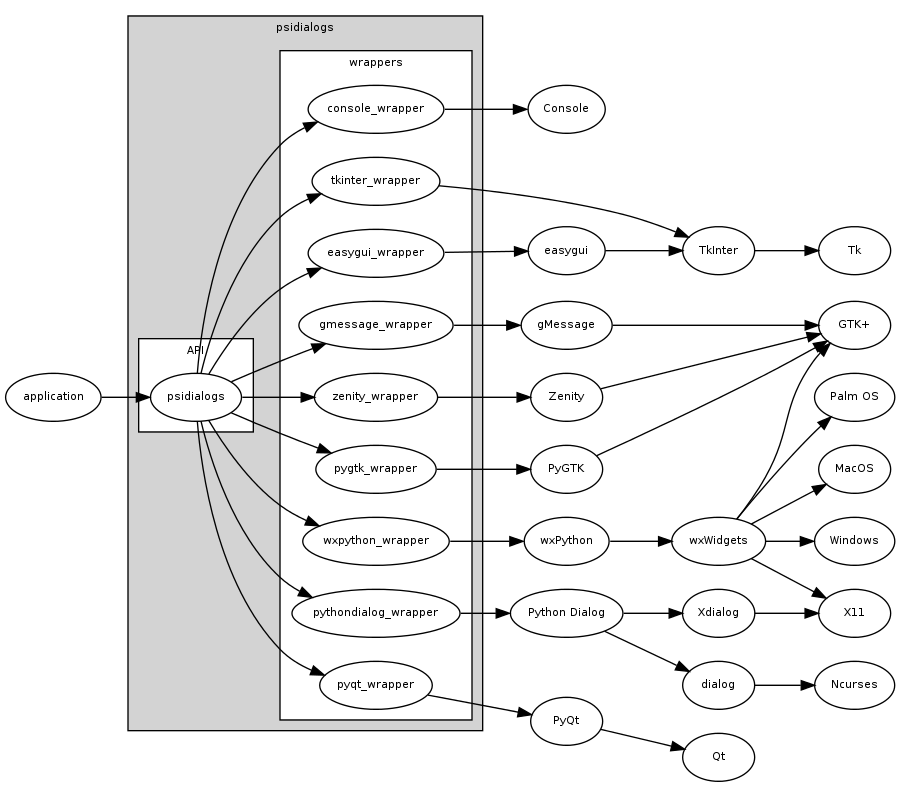 psidialogs
wrappers
console_wrapper
Console
tkinter_wrapper
easygui_wrapper
easygui
TkInter
Tk
gmessage_wrapper
gMessage
GTK+
API
application
psidialogs
zenity_wrapper
Zenity
Palm OS
pygtk_wrapper
PyGTK
MacOS
wxpython_wrapper
wxPython
wxWidgets
Windows
pythondialog_wrapper
Python Dialog
Xdialog
X11
pyqt_wrapper
dialog
Ncurses
PyQt
Qt